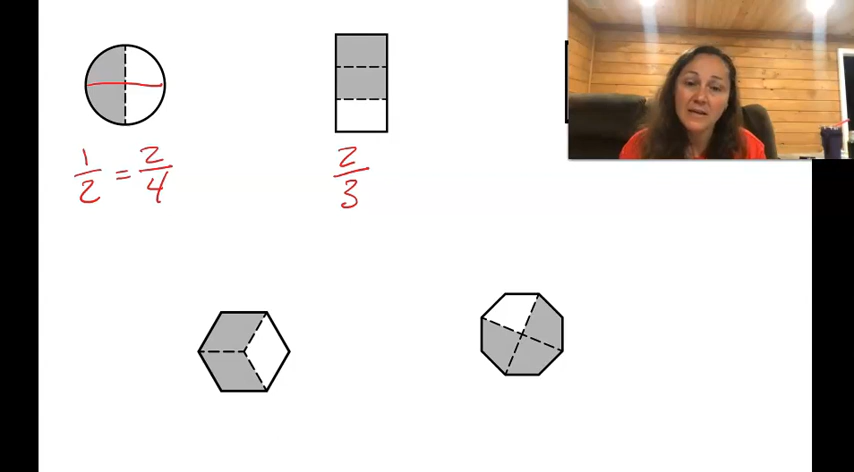 1/2 = 2/4
2/3